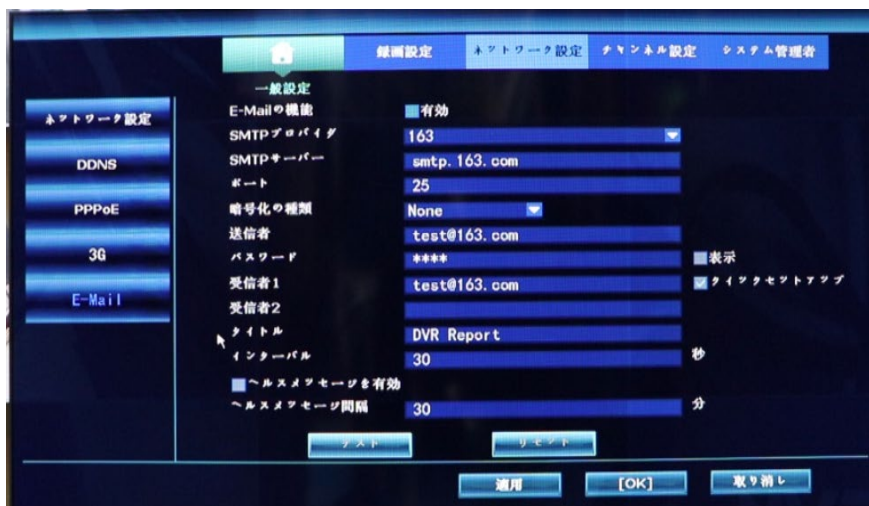 録画設定 ネットワーク設定 チャンネル設定 システム管理者
一般設定
ネットワーク設定
DDNS
PPPoE
3G
E-Mail
E-Mailの機能 有効
SMTPプロバイダ 163
SMTPサーバー smtp.163.com
ポート 25
暗号化の種類 None
送信者 test@163.com
パスワード **** 表示
受信者1 test@163.com クイックセットアップ
受信者2
タイトル DVR Report
インターバル 30 秒
ヘルスメッセージを有効
ヘルスメッセージ間隔 30 分
テスト リセット
適用 [OK] 取り消し